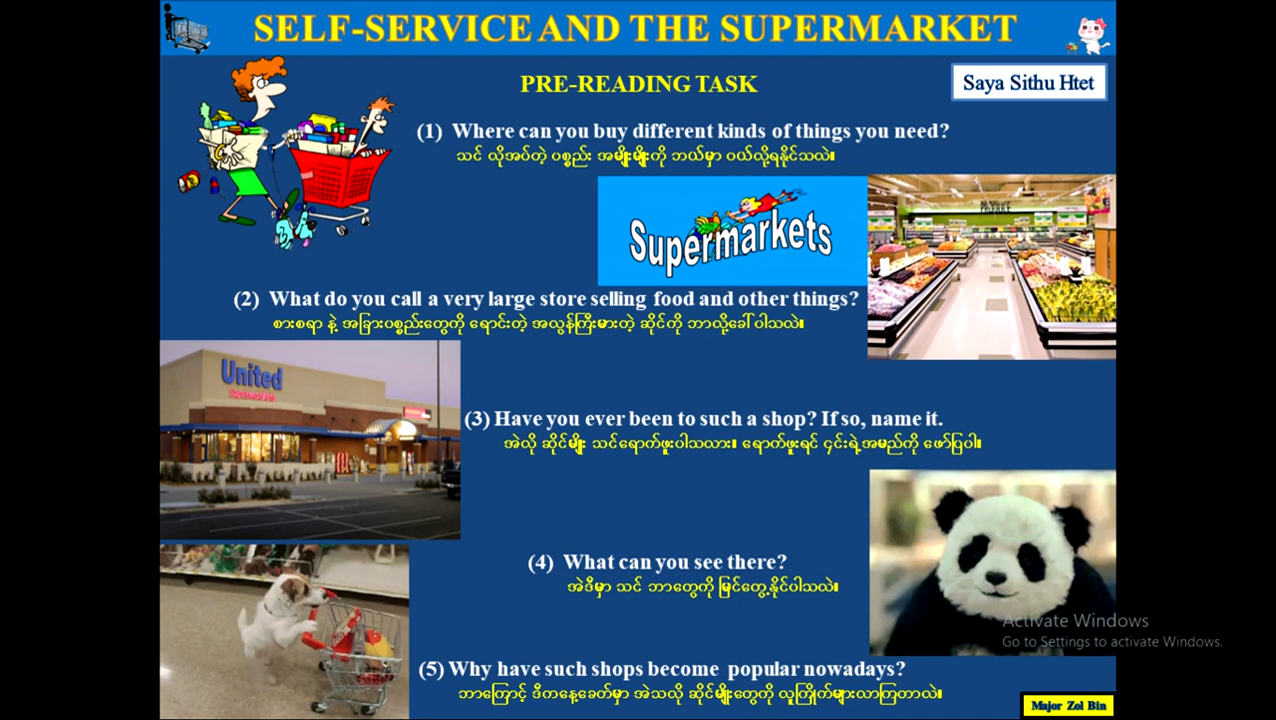 SELF-SERVICE AND THE SUPERMARKET
PRE-READING TASK
Saya Sithu Htet
(1) Where can you buy different kinds of things you need?
သင် လိုအပ်တဲ့ ပစ္စည်း အမျိုးမျိုးကို ဘယ်မှာ ဝယ်လို့ရနိုင်သလဲ။
Supermarkets
(2) What do you call a very large store selling food and other things?
စားစရာ နဲ့ အခြားပစ္စည်းတွေကို ရောင်းတဲ့ အလွန်ကြီးမားတဲ့ ဆိုင်ကို ဘာလို့ခေါ်ပါသလဲ။
United
Supermarkets
(3) Have you ever been to such a shop? If so, name it.
အဲလို ဆိုင်မျိုး သင်ရောက်ဖူးပါသလား။ ရောက်ဖူးရင် ၄င်းရဲ့အမည်ကို ဖော်ပြပါ။
(4) What can you see there?
အဲဒီမှာ သင် ဘာတွေကို မြင်တွေ့နိုင်ပါသလဲ။
Activate Windows
Go to Settings to activate Windows.
(5) Why have such shops become popular nowadays?
ဘာကြောင့် ဒီကနေ့ခေတ်မှာ အဲသလို ဆိုင်မျိုးတွေကို လူကြိုက်များလာကြတာလဲ။
Major Zol Bin